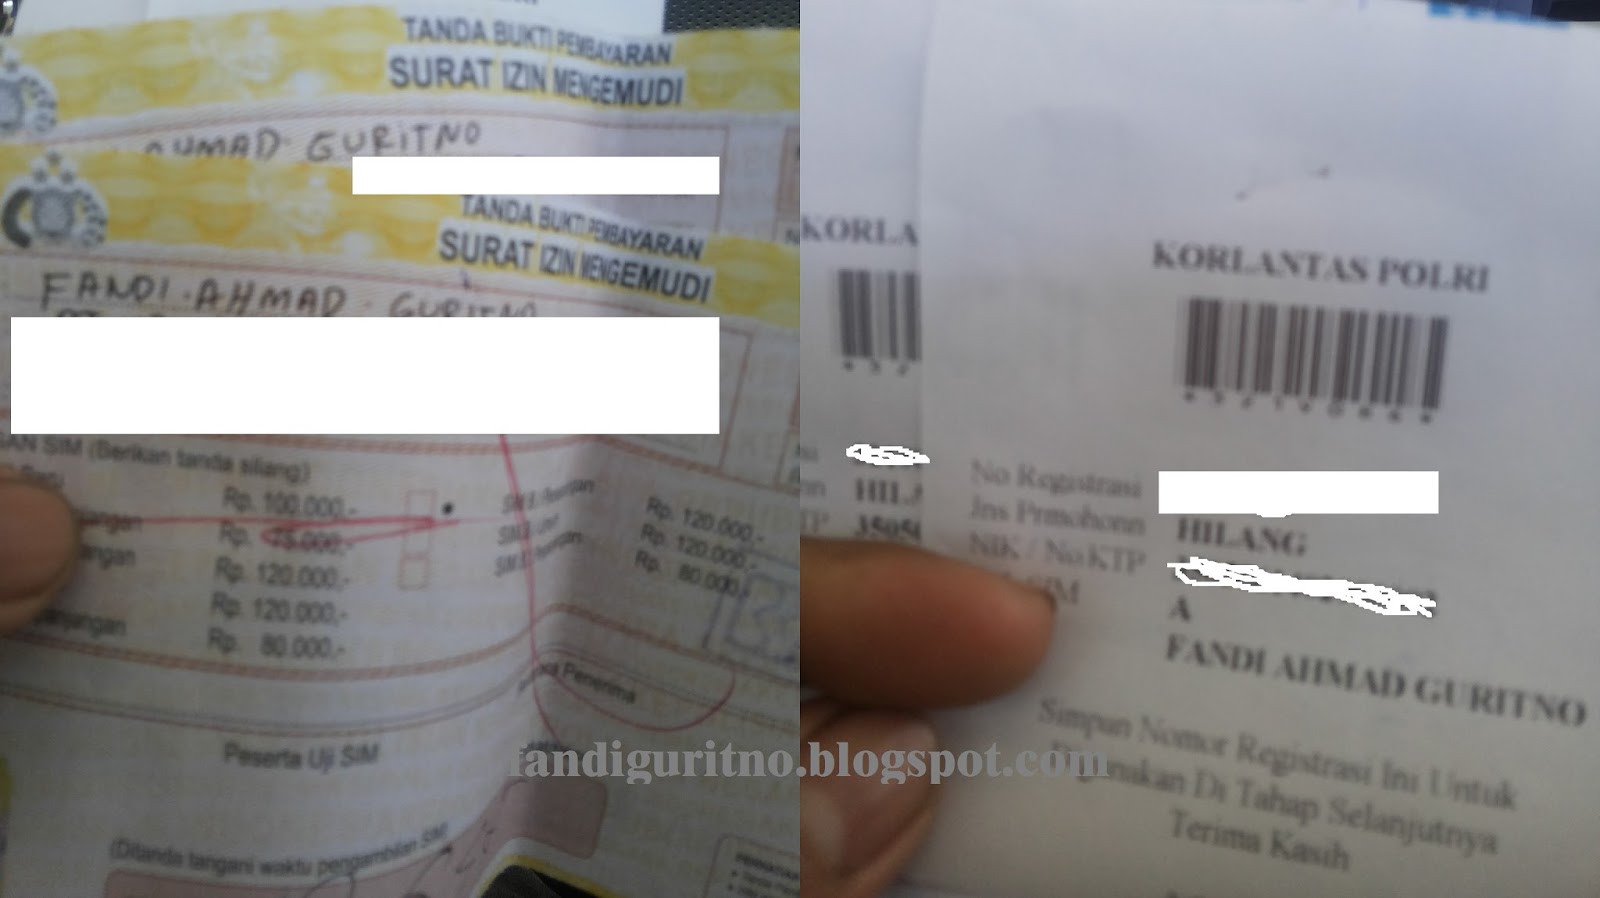 TANDA BUKTI PEMBAYARAN
SURAT IZIN MENGEMUDI
AHMAD GURITNO
TANDA BUKTI PEMBAYARAN
SURAT IZIN MENGEMUDI
FANDI AHMAD GURITNO
AN SIM (Berikan tanda silang)
Rp. 100.000,-
Rp. 75.000,-
Rp. 120.000,-
Rp. 120.000,-
Rp. 80.000,-
Rp. 120.000,-
Rp. 120.000,-
Rp. 80.000,-
Penerima
Peserta Uji SIM
(Ditanda tangani waktu pengambilan SIM
KORLA
KORLANTAS POLRI
No Registrasi
Jns Prmohonn HILANG
NIK / No.KTP
A
FANDI AHMAD GURITNO
Simpan Nomor Registrasi Ini Untuk
Di Tahap Selanjutnya
Terima Kasih
fandiguritno.blogspot.com